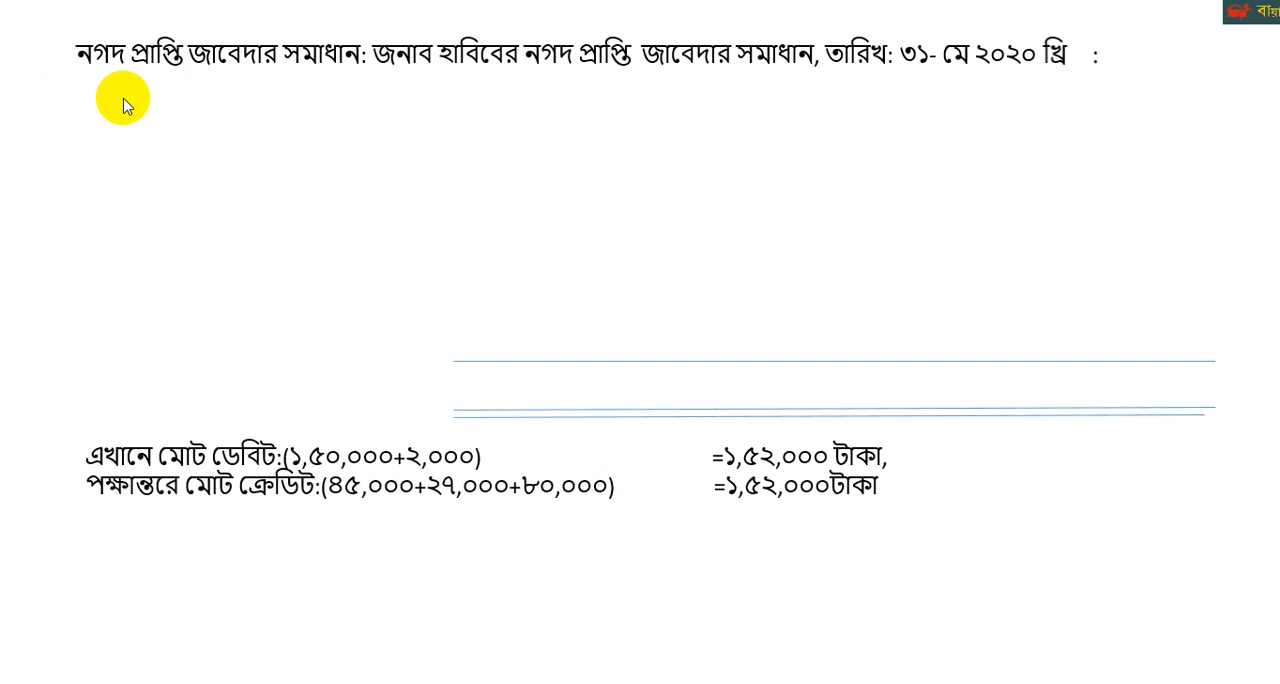 বায়া
নগদ প্রাপ্তি জাবেদার সমাধান: জনাব হাবিবের নগদ প্রাপ্তি জাবেদার সমাধান, তারিখ: ৩১- মে ২০২০ খ্রি :
এখানে মোট ডেবিট:(১,৫০,০০০+২,০০০) =১,৫২,০০০ টাকা,
পক্ষান্তরে মোট ক্রেডিট:(৪৫,০০০+২৭,০০০+৮০,০০০) =১,৫২,০০০টাকা